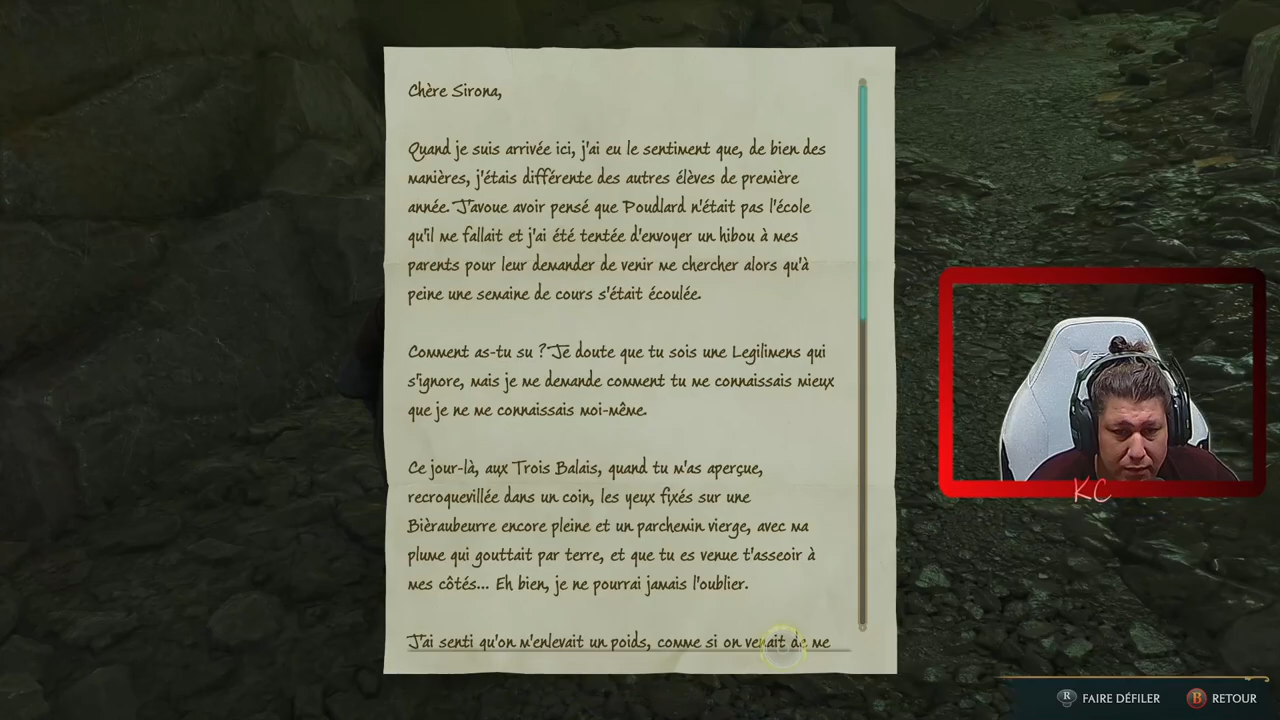 Chère Sirona,
Quand je suis arrivée ici, j'ai eu le sentiment que, de bien des
manières, j'étais différente des autres élèves de première
année. J'avoue avoir pensé que Poudlard n'était pas l'école
qu'il me fallait et j'ai été tentée d'envoyer un hibou à mes
parents pour leur demander de venir me chercher alors qu'à
peine une semaine de cours s'était écoulée.
Comment as-tu su ? Je doute que tu sois une Legilimens qui
s'ignore, mais je me demande comment tu me connaissais mieux
que je ne me connaissais moi-même.
Ce jour-là, aux Trois Balais, quand tu m'as aperçue,
recroquevillée dans un coin, les yeux fixés sur une
Bièraubeurre encore pleine et un parchemin vierge, avec ma
plume qui gouttait par terre, et que tu es venue t'asseoir à
mes côtés... Eh bien, je ne pourrai jamais l'oublier.
J'ai senti qu'on m'enlevait un poids, comme si on venait de me
KC
R FAIRE DÉFILER B RETOUR